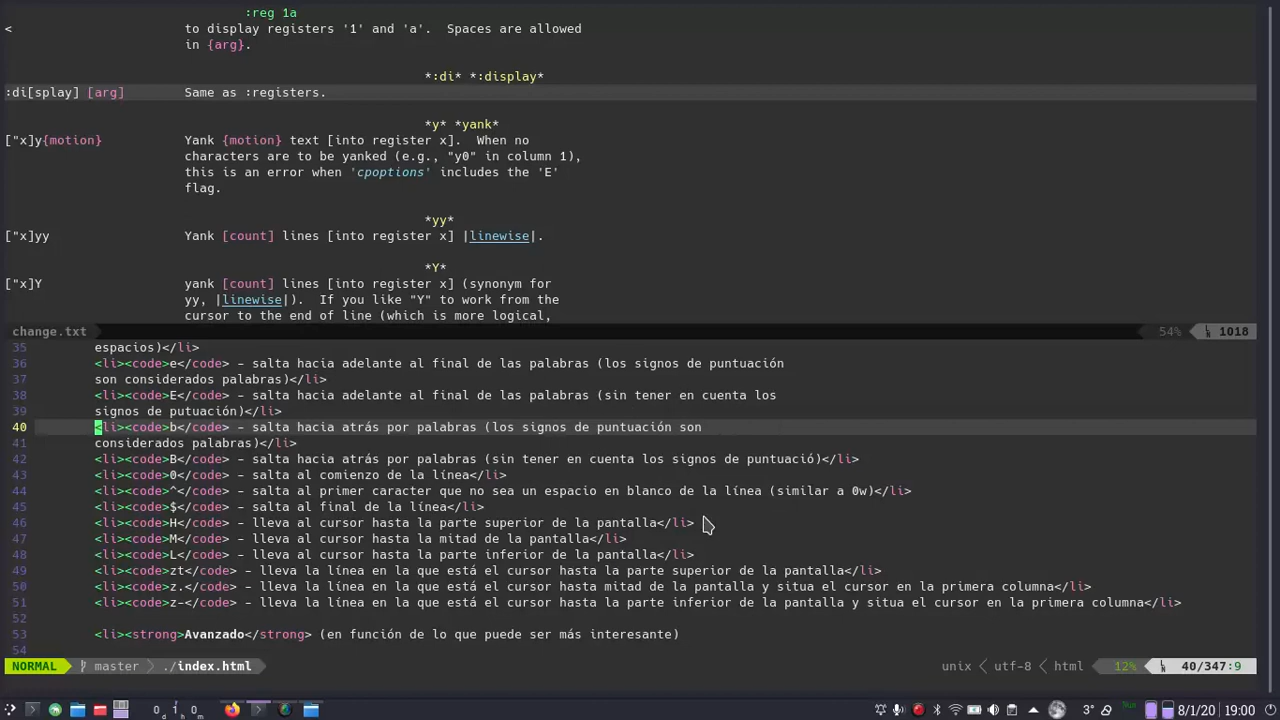 :reg 1a
< to display registers '1' and 'a'. Spaces are allowed
in {arg}.
*:di* *:display*
:di[splay] [arg] Same as :registers.
*y* *yank*
["x]y{motion} Yank {motion} text [into register x]. When no
characters are to be yanked (e.g., "y0" in column 1),
this is an error when 'cpoptions' includes the 'E'
flag.
*yy*
["x]yy Yank [count] lines [into register x] |linewise|.
*Y*
["x]Y yank [count] lines [into register x] (synonym for
yy, |linewise|). If you like "Y" to work from the
cursor to the end of line (which is more logical,
change.txt 54% 1018
35 espacios)</li>
36 <li><code>e</code> - salta hacia adelante al final de las palabras (los signos de puntuación
37 son considerados palabras)</li>
38 <li><code>E</code> - salta hacia adelante al final de las palabras (sin tener en cuenta los
39 signos de putuación)</li>
40 <li><code>b</code> - salta hacia atrás por palabras (los signos de puntuación son
41 considerados palabras)</li>
42 <li><code>B</code> - salta hacia atrás por palabras (sin tener en cuenta los signos de puntuació)</li>
43 <li><code>0</code> - salta al comienzo de la línea</li>
44 <li><code>^</code> - salta al primer caracter que no sea un espacio en blanco de la línea (similar a 0w)</li>
45 <li><code>$</code> - salta al final de la línea</li>
46 <li><code>H</code> - lleva al cursor hasta la parte superior de la pantalla</li>
47 <li><code>M</code> - lleva al cursor hasta la mitad de la pantalla</li>
48 <li><code>L</code> - lleva al cursor hasta la parte inferior de la pantalla</li>
49 <li><code>zt</code> - lleva la línea en la que está el cursor hasta la parte superior de la pantalla</li>
50 <li><code>z.</code> - lleva la línea en la que está el cursor hasta mitad de la pantalla y situa el cursor en la primera columna</li>
51 <li><code>z-</code> - lleva la línea en la que está el cursor hasta la parte inferior de la pantalla y situa el cursor en la primera columna</li>
52
53 <li><strong>Avanzado</strong> (en función de lo que puede ser más interesante)
54
NORMAL master ./index.html unix utf-8 html 12% 40/347:9
0d 1h 0m 3° Sun 8/1/20 19:00